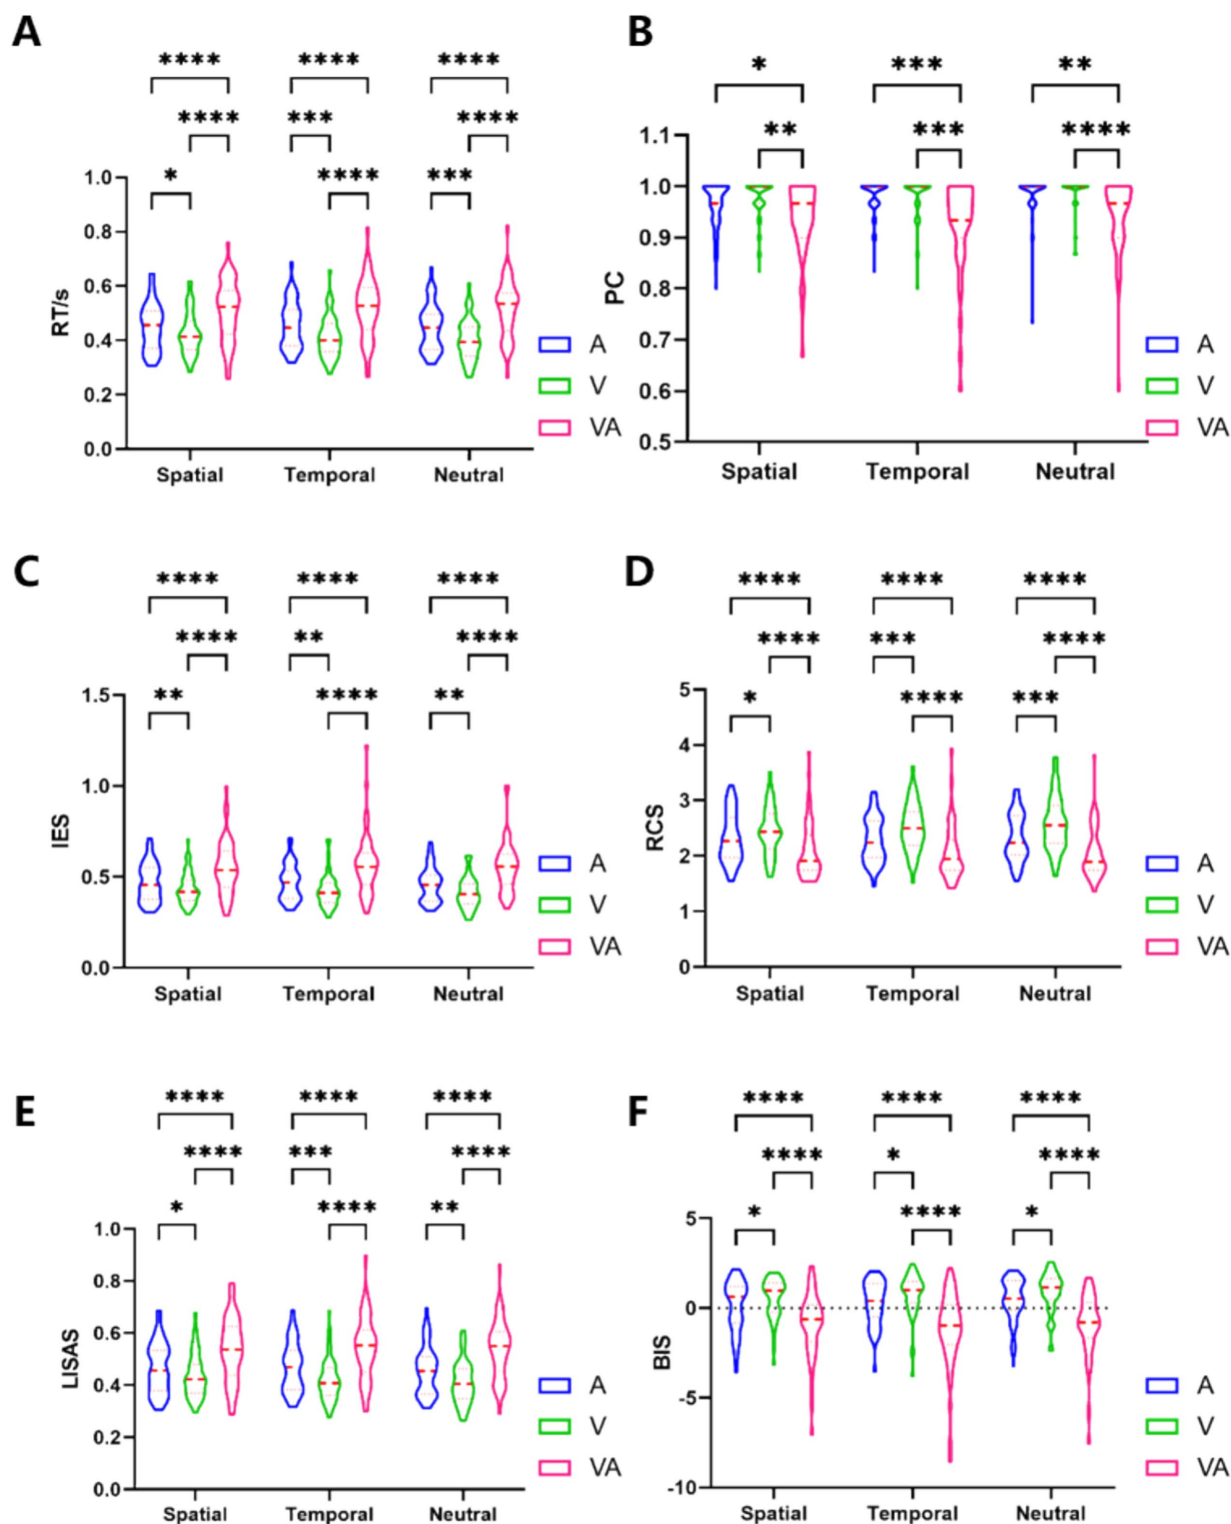 A
**** **** ****
**** *** ****
* **** ***
1.0
0.8
0.6
0.4
0.2
0.0
RT/s
Spatial Temporal Neutral
A
V
VA
B
* *** **
** *** ****
1.1
1.0
0.9
0.8
0.7
0.6
0.5
PC
Spatial Temporal Neutral
A
V
VA
C
**** **** ****
**** ** ****
** **** **
1.5
1.0
0.5
0.0
IES
Spatial Temporal Neutral
A
V
VA
D
**** **** ****
**** *** ****
* **** ***
5
4
3
2
1
0
RCS
Spatial Temporal Neutral
A
V
VA
E
**** **** ****
**** *** ****
* **** **
1.0
0.8
0.6
0.4
0.2
0.0
LISAS
Spatial Temporal Neutral
A
V
VA
F
**** **** ****
**** * ****
* **** *
5
0
-5
-10
BIS
Spatial Temporal Neutral
A
V
VA